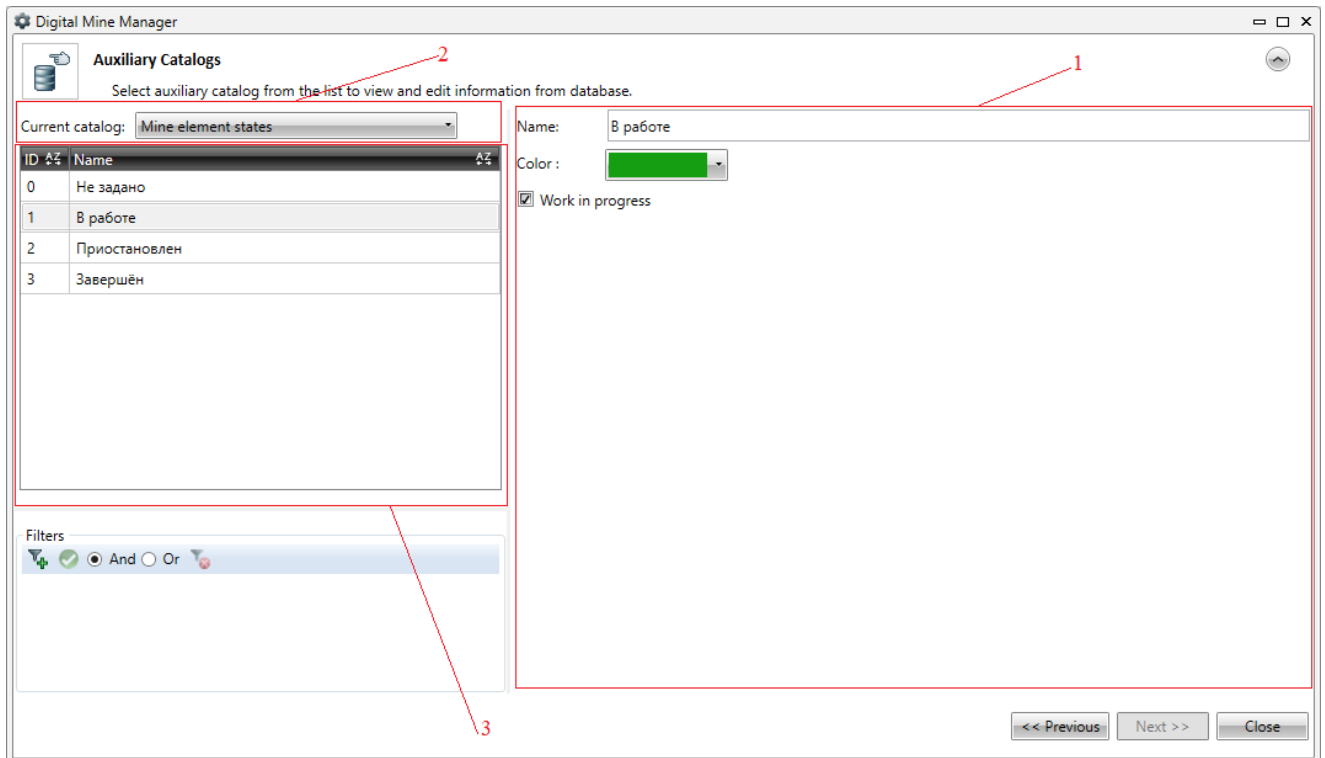 Digital Mine Manager
Auxiliary Catalogs
2
1
Select auxiliary catalog from the list to view and edit information from database.
Current catalog: Mine element states
Name: В работе
ID Name
Color :
0 Не задано
Work in progress
1 В работе
2 Приостановлен
3 Завершён
Filters
And Or
3
<< Previous Next >> Close